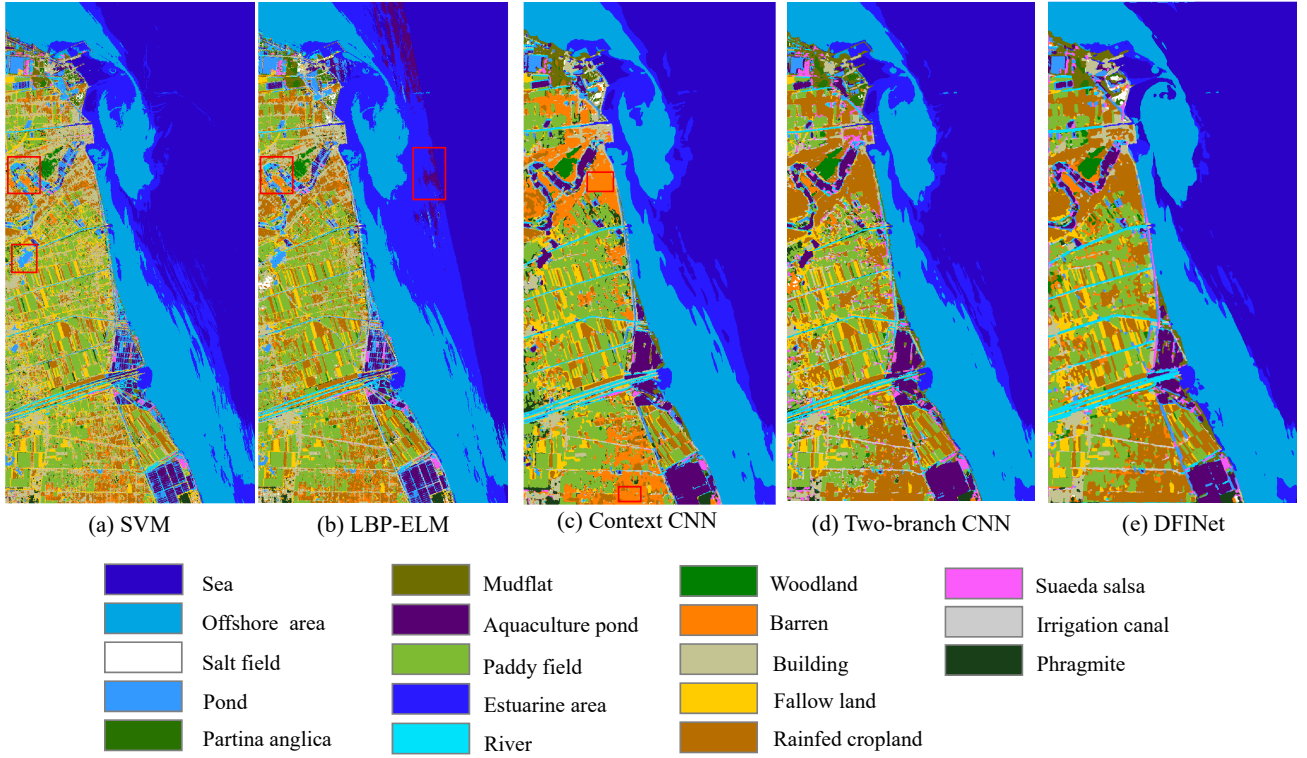 (a) SVM
(b) LBP-ELM
(c) Context CNN
(d) Two-branch CNN
(e) DFINet
Sea
Mudflat
Woodland
Suaeda salsa
Offshore area
Aquaculture pond
Barren
Irrigation canal
Salt field
Paddy field
Building
Phragmite
Pond
Estuarine area
Fallow land
Partina anglica
River
Rainfed cropland